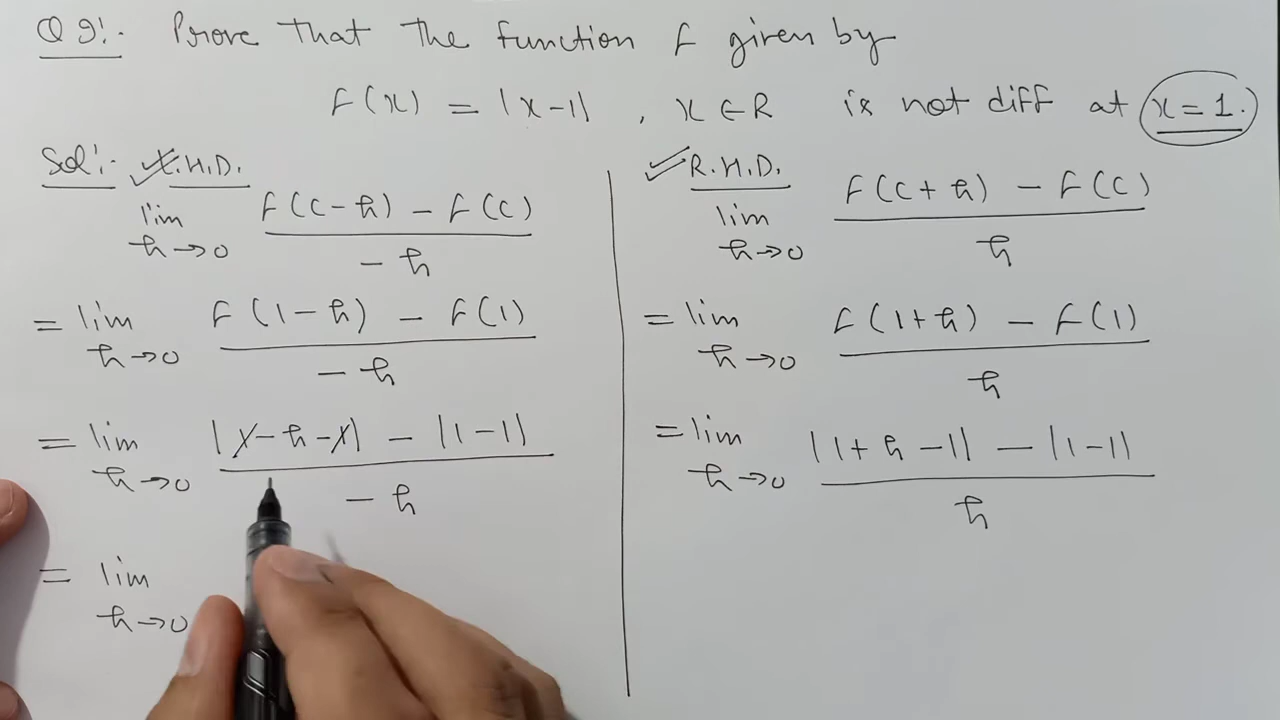 Q 9:- Prove that the function f given by
f(x) = |x-1| , x ∈ R is not diff at x = 1.
Sol:- L.H.D.
lim f(c-h) - f(c)
h→0 -h
= lim f(1-h) - f(1)
h→0 -h
= lim |1-h-1| - |1-1|
h→0 -h
= lim
h→0
R.H.D.
lim f(c+h) - f(c)
h→0 h
= lim f(1+h) - f(1)
h→0 h
= lim |1+h-1| - |1-1|
h→0 h